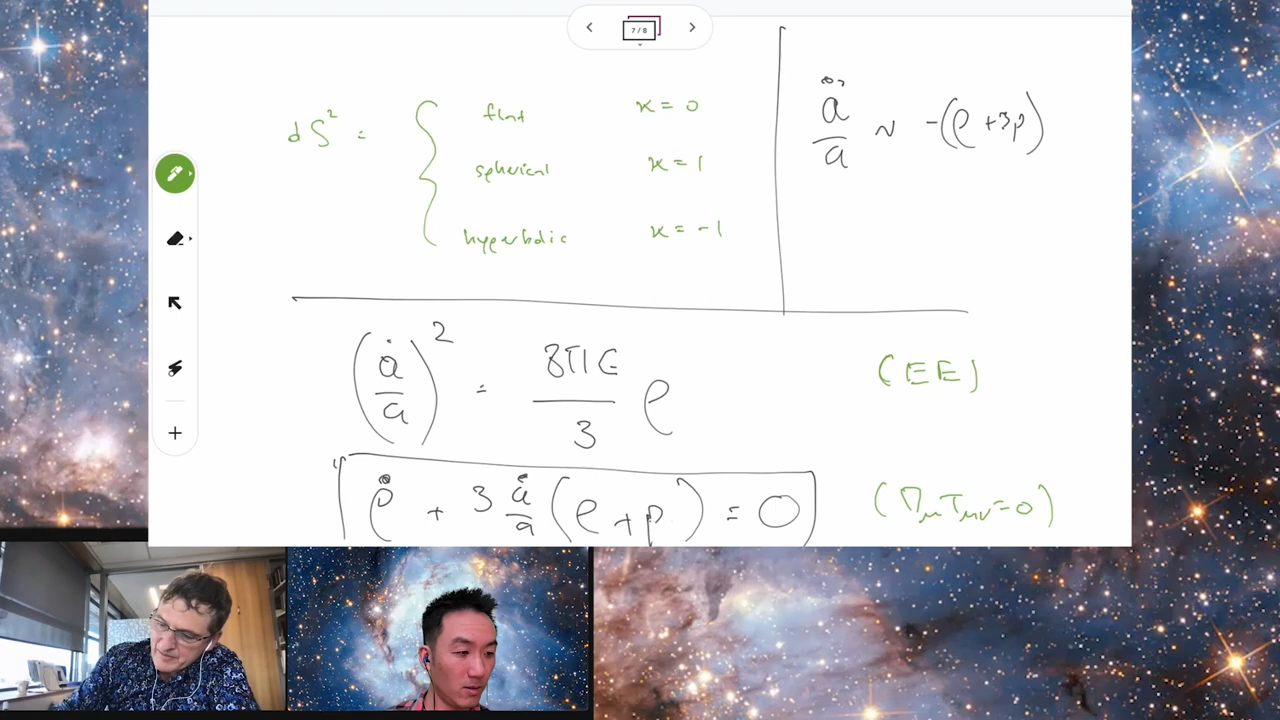 7/8
dS² = { flat κ = 0
spherical κ = 1
hyperbolic κ = -1
ä/a ~ -(ρ + 3p)
(ȧ/a)² = 8πG/3 ρ (EE)
ρ̇ + 3 ȧ/a (ρ + p) = 0 (∇μTμν = 0)